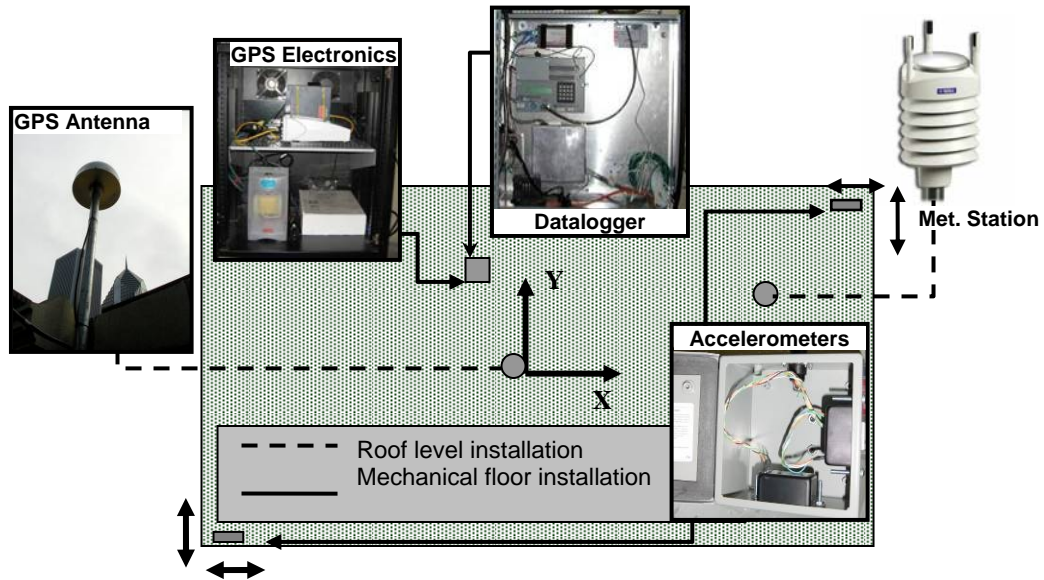 GPS Electronics
GPS Antenna
Datalogger
Met. Station
Y
X
Accelerometers
Roof level installation
Mechanical floor installation